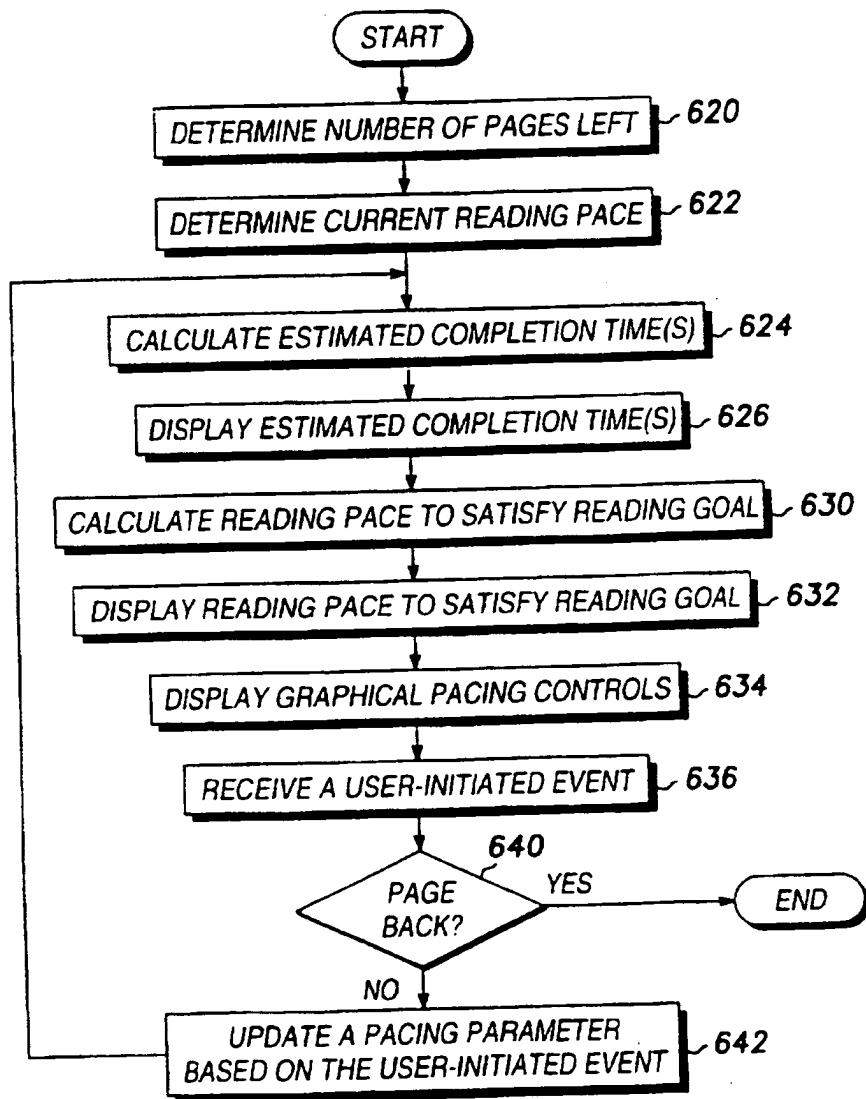 START
DETERMINE NUMBER OF PAGES LEFT 620
DETERMINE CURRENT READING PACE 622
CALCULATE ESTIMATED COMPLETION TIME(S) 624
DISPLAY ESTIMATED COMPLETION TIME(S) 626
CALCULATE READING PACE TO SATISFY READING GOAL 630
DISPLAY READING PACE TO SATISFY READING GOAL 632
DISPLAY GRAPHICAL PACING CONTROLS 634
RECEIVE A USER-INITIATED EVENT 636
640
PAGE
BACK?
YES
END
NO
UPDATE A PACING PARAMETER
BASED ON THE USER-INITIATED EVENT 642